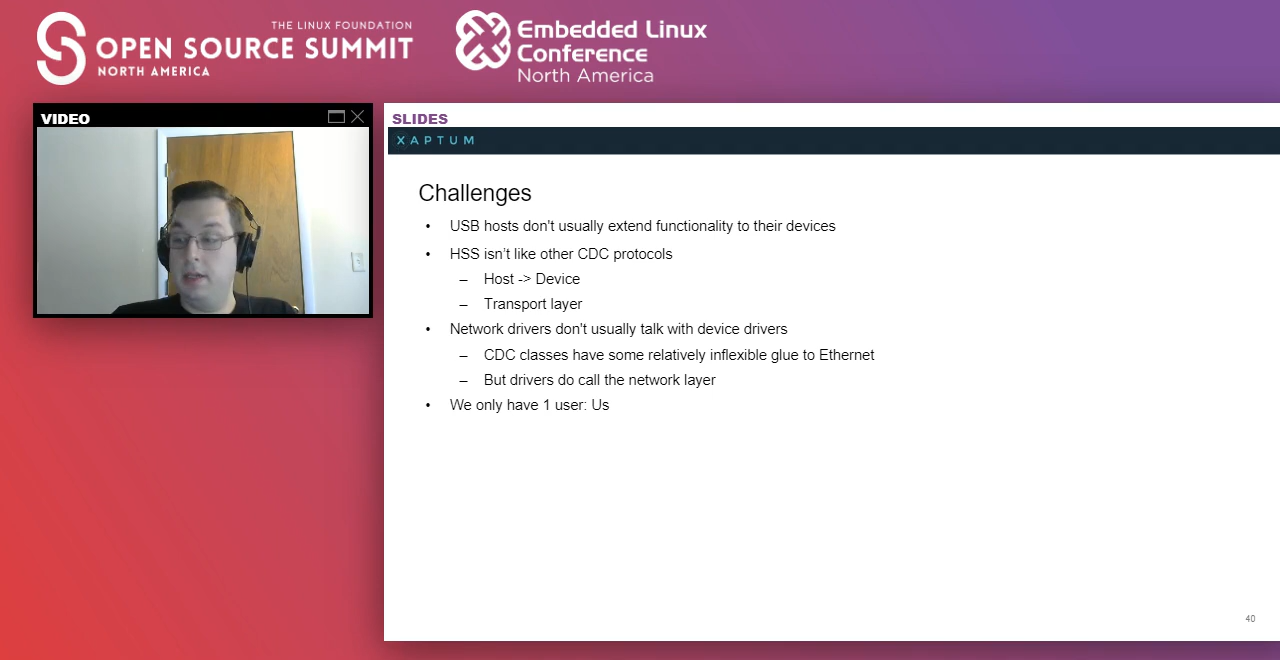 THE LINUX FOUNDATION
OPEN SOURCE SUMMIT
NORTH AMERICA
Embedded Linux
Conference
North America
VIDEO
SLIDES
XAPTUM
Challenges
• USB hosts don't usually extend functionality to their devices
• HSS isn’t like other CDC protocols
– Host -> Device
– Transport layer
• Network drivers don't usually talk with device drivers
– CDC classes have some relatively inflexible glue to Ethernet
– But drivers do call the network layer
• We only have 1 user: Us
40